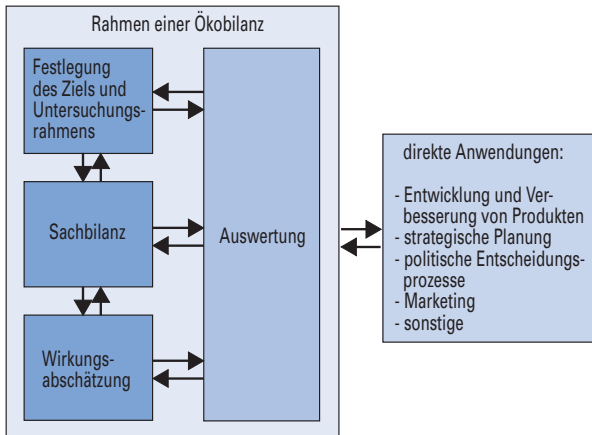 Rahmen einer Ökobilanz
Festlegung
des Ziels und
Untersuchungs-
rahmens
Sachbilanz
Wirkungs-
abschätzung
Auswertung
direkte Anwendungen:
- Entwicklung und Ver-
besserung von Produkten
- strategische Planung
- politische Entscheidungs-
prozesse
- Marketing
- sonstige